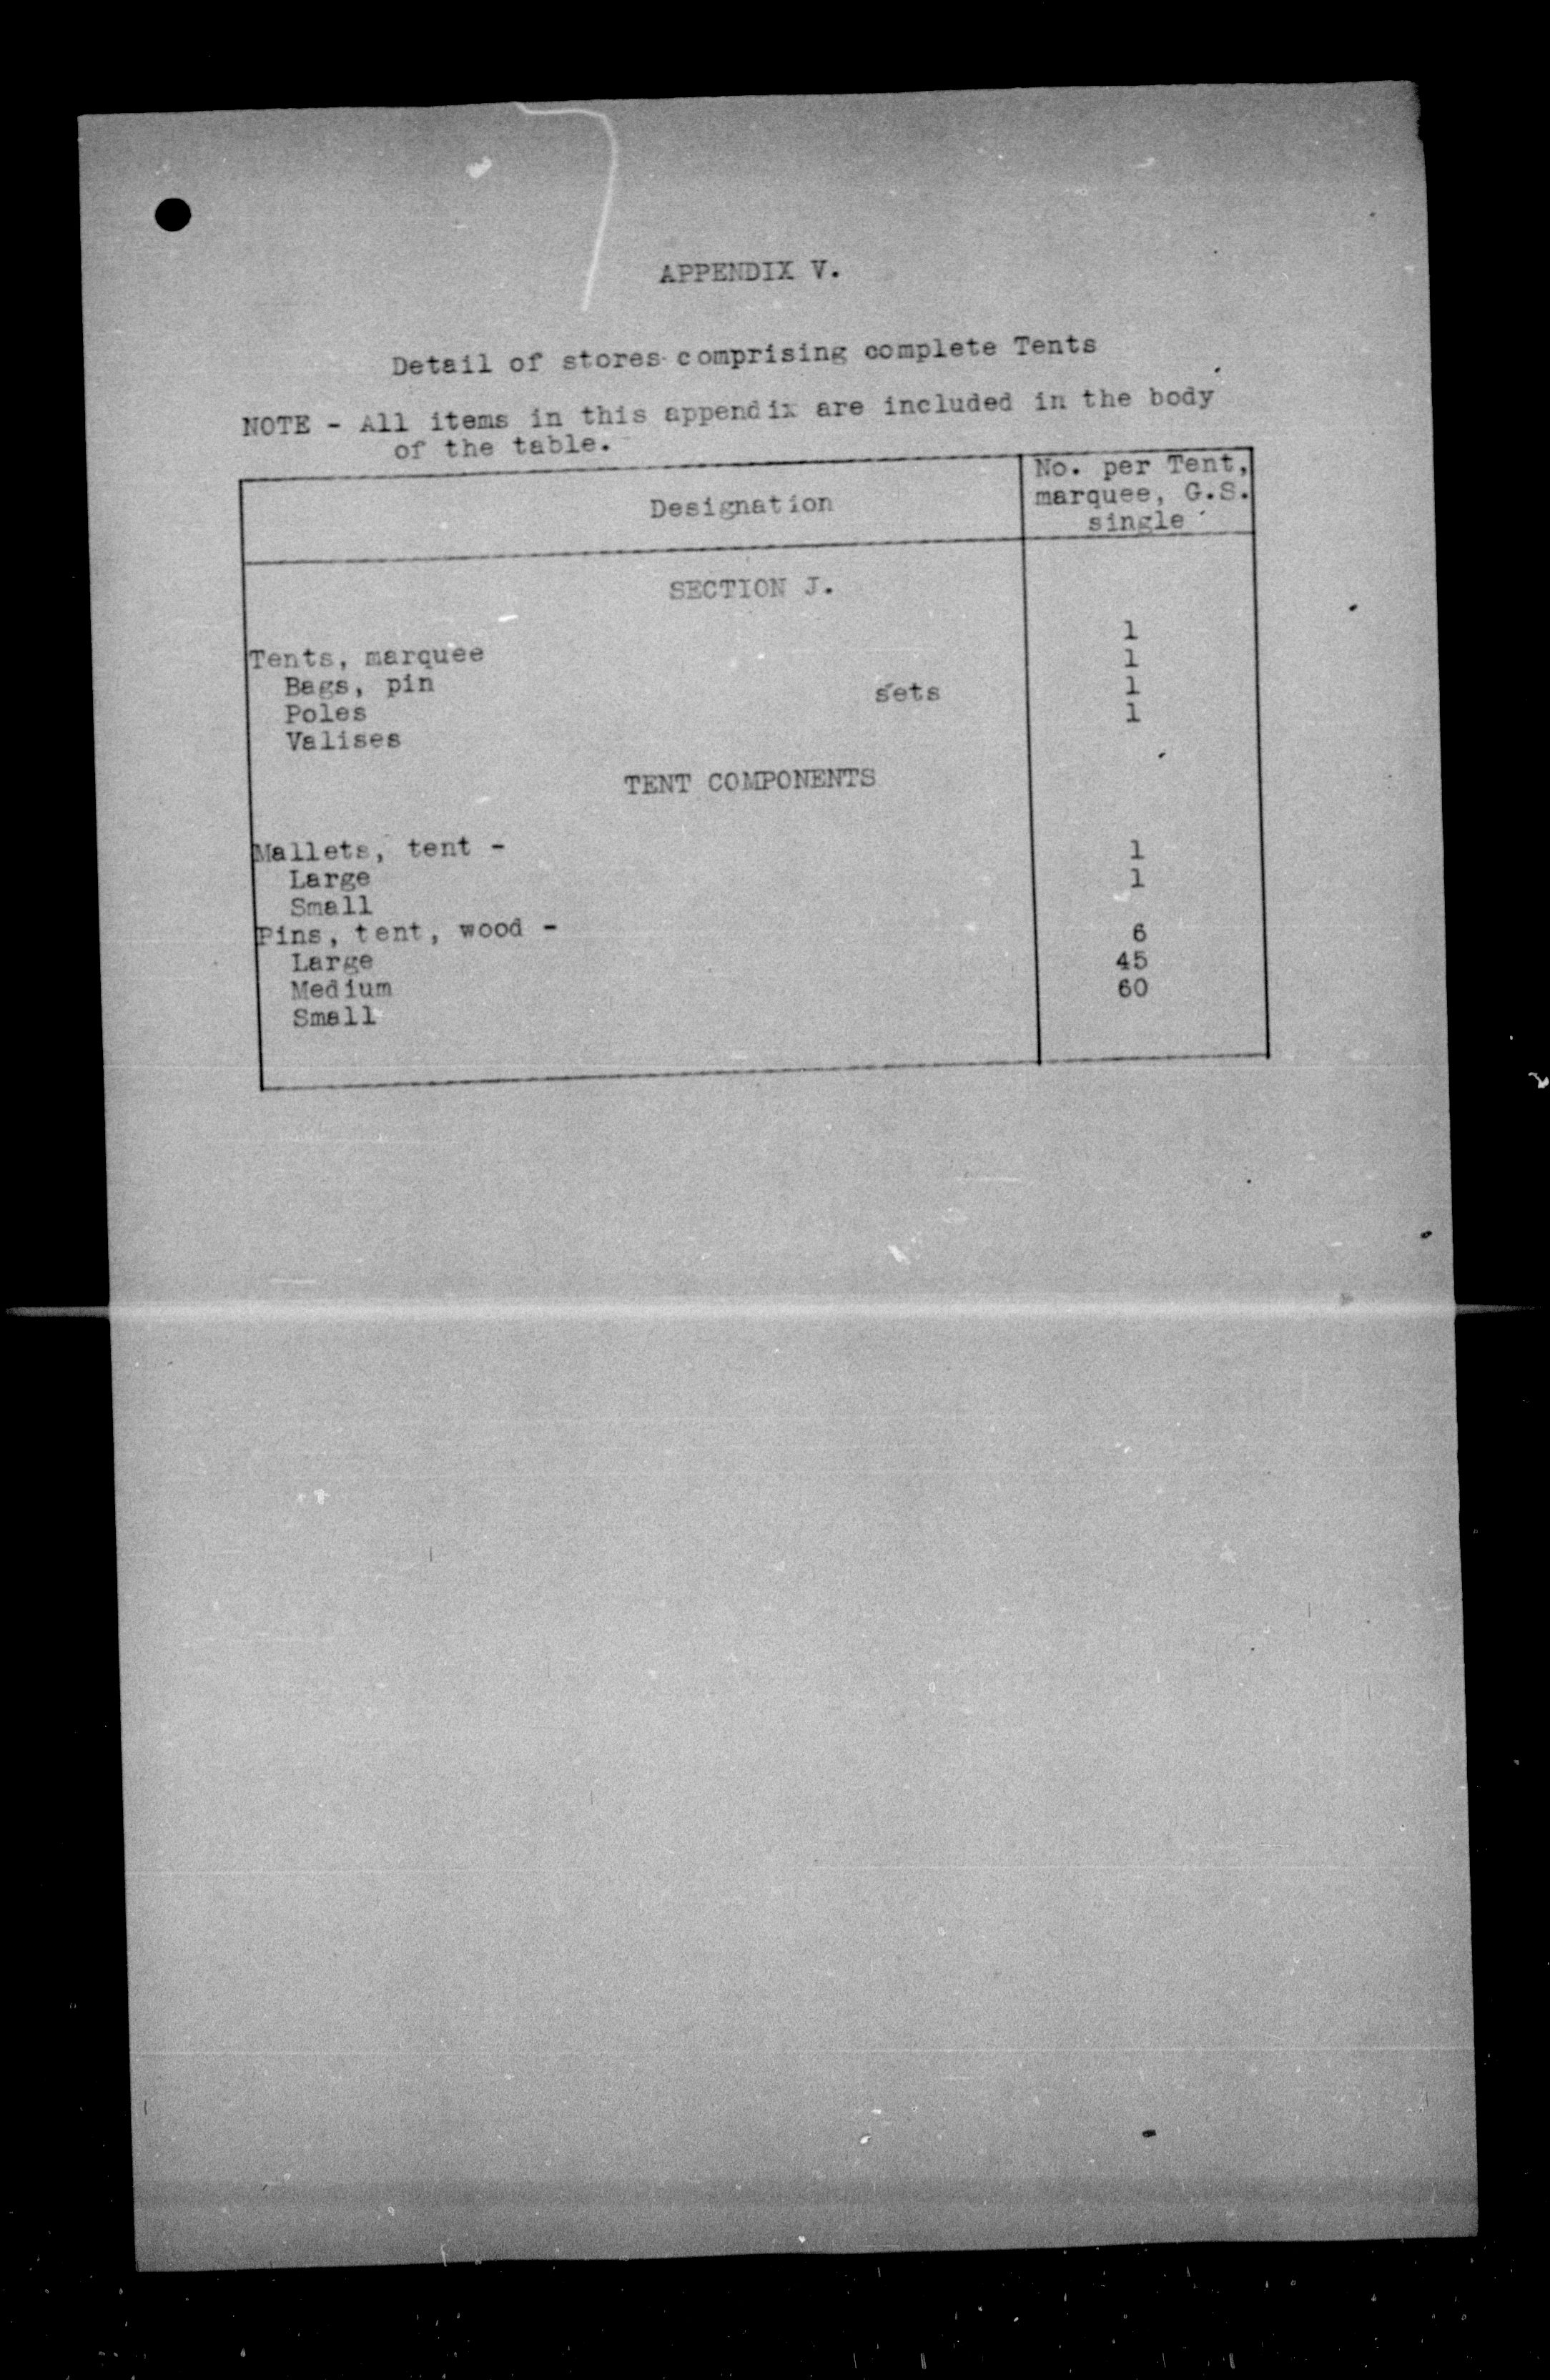 APPENDIX V.
Detail of stores comprising complete Tents
NOTE - All items in this appendix are included in the body
of the table.
Designation
No. per Tent,
marquee, G.S.
single
SECTION J.
Tents, marquee 1
Bags, pin 1
Poles sets 1
Valises 1
TENT COMPONENTS
Mallets, tent -
Large 1
Small 1
Pins, tent, wood -
Large 6
Medium 45
Small 60